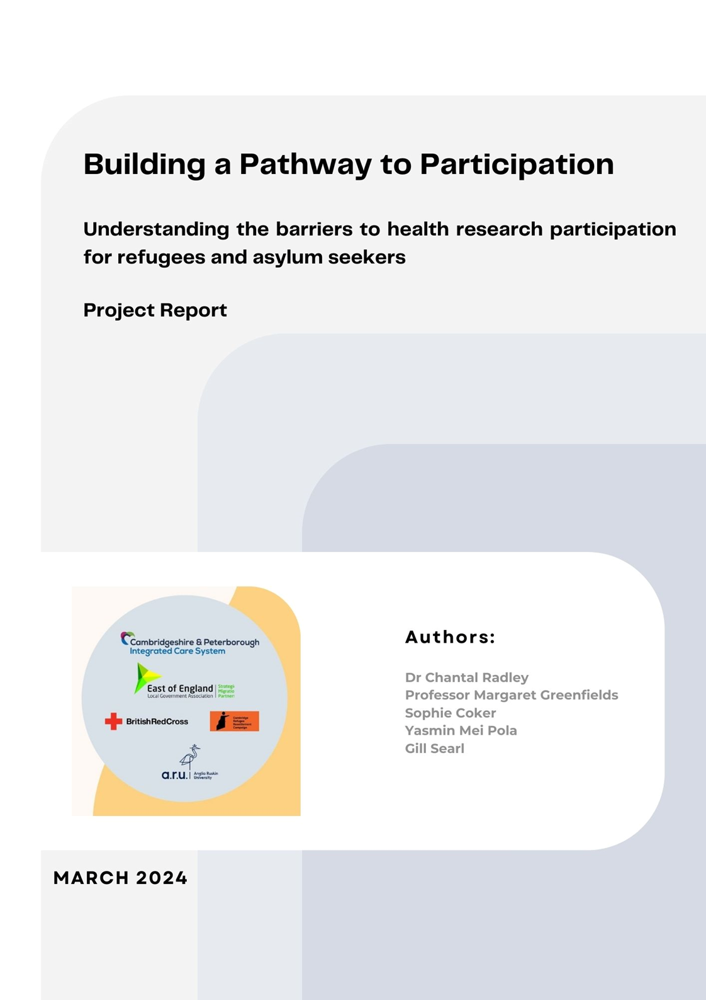 Building a Pathway to Participation
Understanding the barriers to health research participation
for refugees and asylum seekers
Project Report
Cambridgeshire & Peterborough
Integrated Care System
East of England
Local Government Association
Strategi
Migratio
Partner
BritishRedCross
Cambridge
Refugee
Resettlement
Campaign
a.r.u.
Anglia Ruskin
University
Authors:
Dr Chantal Radley
Professor Margaret Greenfields
Sophie Coker
Yasmin Mei Pola
Gill Searl
MARCH 2024